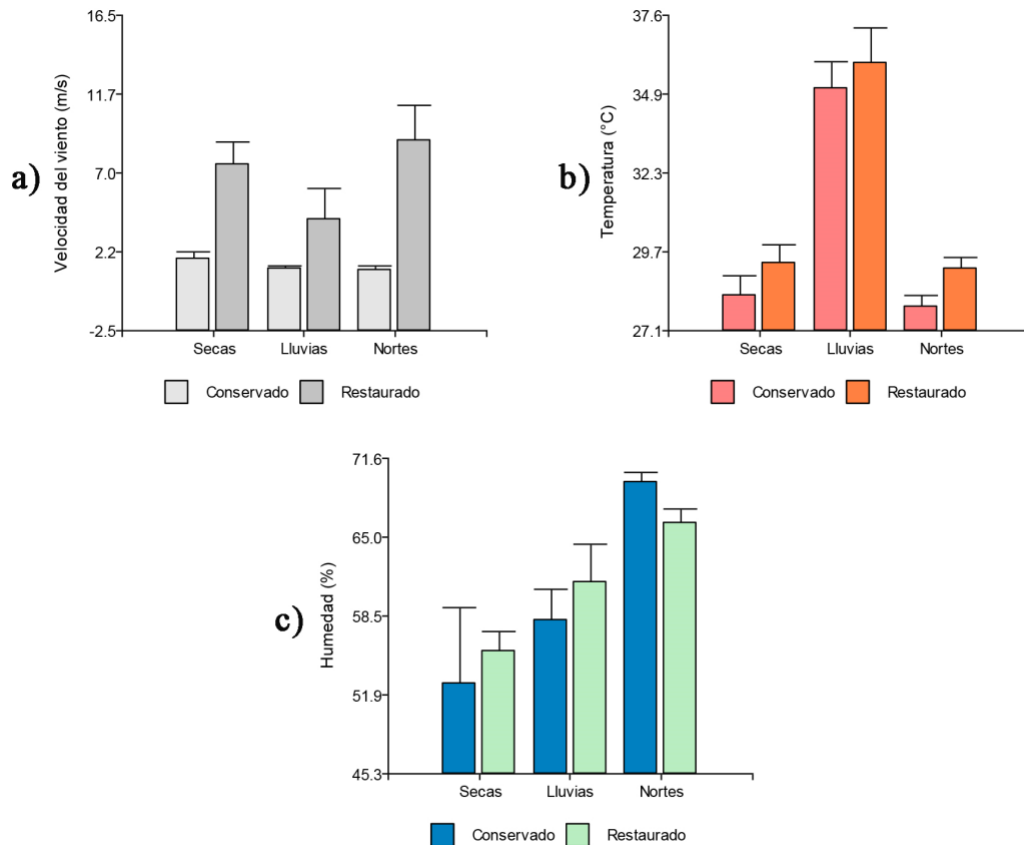 a)
Velocidad del viento (m/s)
16.5
11.7
7.0
2.2
-2.5
Secas Lluvias Nortes
Conservado Restaurado
b)
Temperatura (°C)
37.6
34.9
32.3
29.7
27.1
Secas Lluvias Nortes
Conservado Restaurado
c)
Humedad (%)
71.6
65.0
58.5
51.9
45.3
Secas Lluvias Nortes
Conservado Restaurado